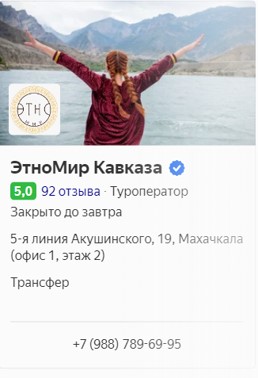 ЭТНО
МИР
ЭтноМир Кавказа
5,0 92 отзыва · Туроператор
Закрыто до завтра
5-я линия Акушинского, 19, Махачкала
(офис 1, этаж 2)
Трансфер
+7 (988) 789-69-95